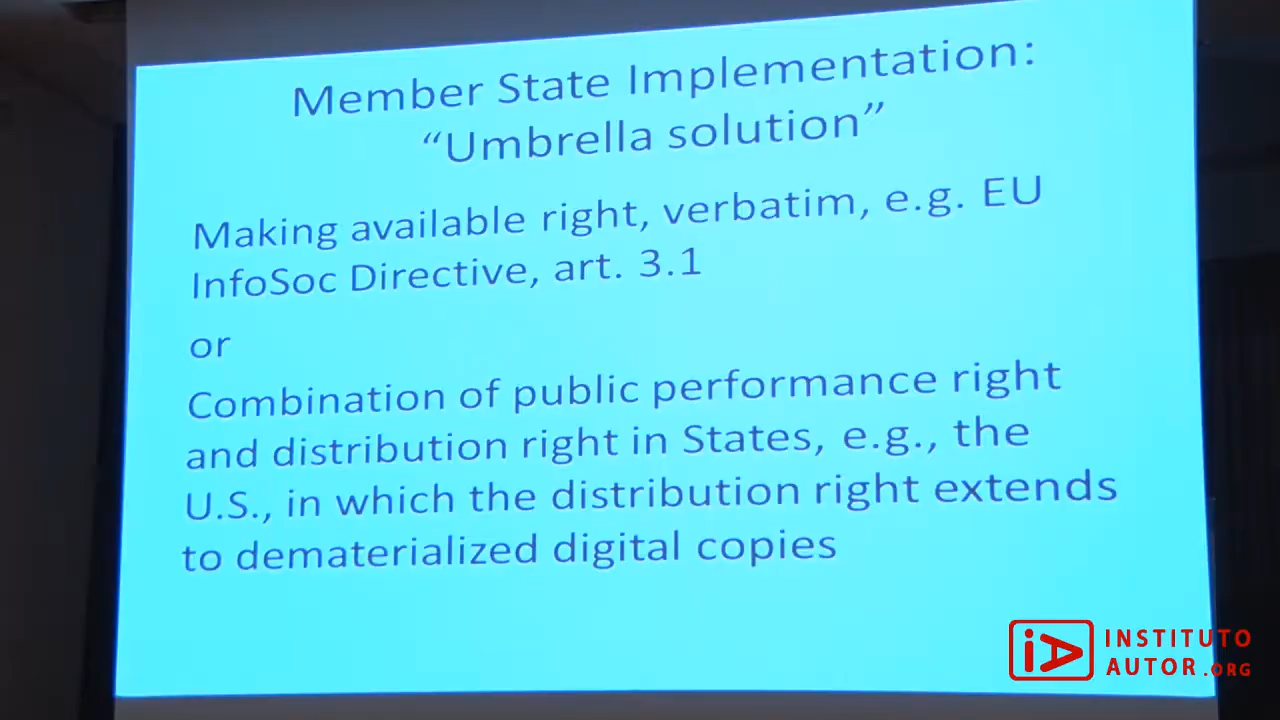 Member State Implementation:
“Umbrella solution”
Making available right, verbatim, e.g. EU
InfoSoc Directive, art. 3.1
or
Combination of public performance right
and distribution right in States, e.g., the
U.S., in which the distribution right extends
to dematerialized digital copies
iA INSTITUTO
AUTOR.ORG